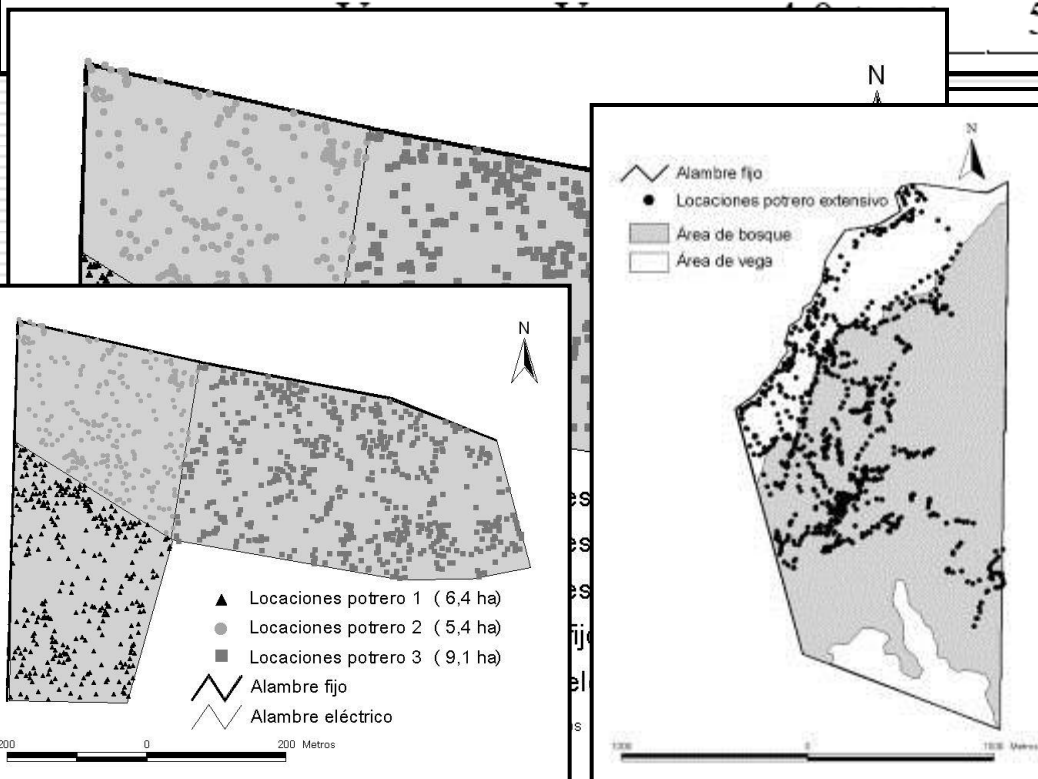 N
N
Alambre fijo
Locaciones potrero extensivo
Área de bosque
Área de vega
1000 0 1000 Metros
N
Locaciones potrero 1 ( 6,4 ha)
Locaciones potrero 2 ( 5,4 ha)
Locaciones potrero 3 ( 9,1 ha)
Alambre fijo
Alambre eléctrico
200 0 200 Metros